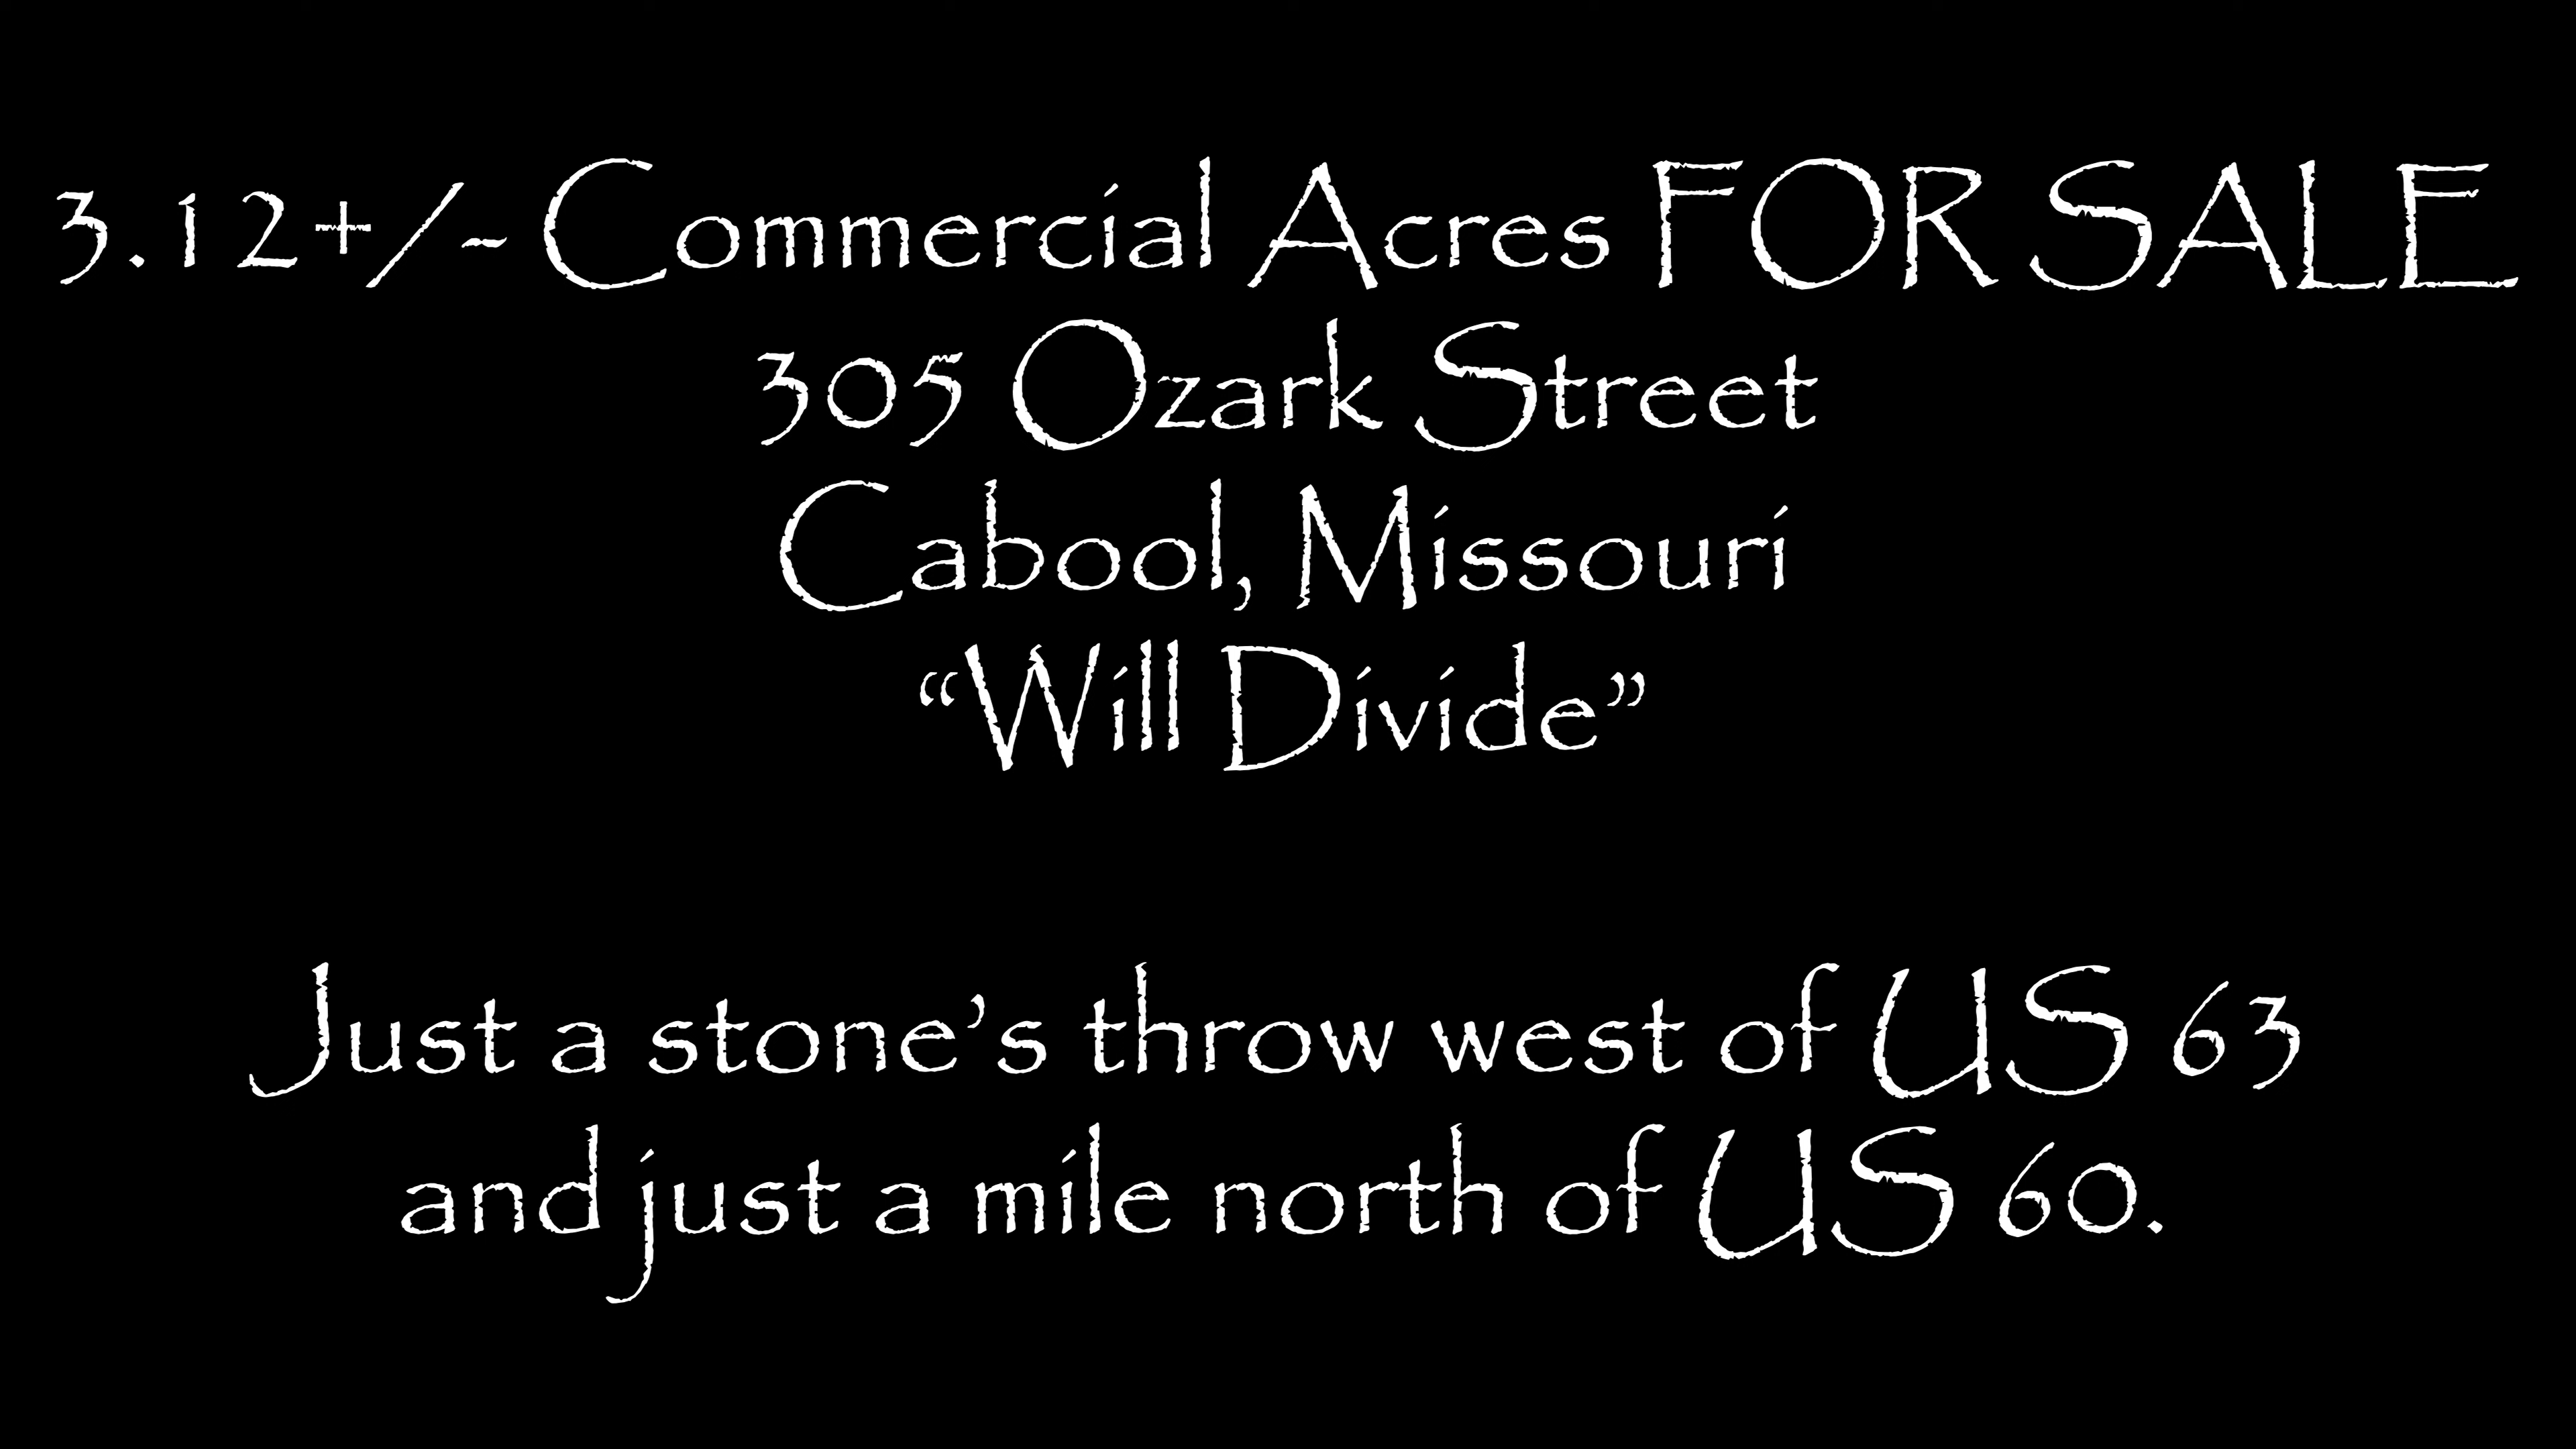 3.12+/- Commercial Acres FOR SALE
305 Ozark Street
Cabool, Missouri
“Will Divide”
Just a stone’s throw west of US 63
and just a mile north of US 60.